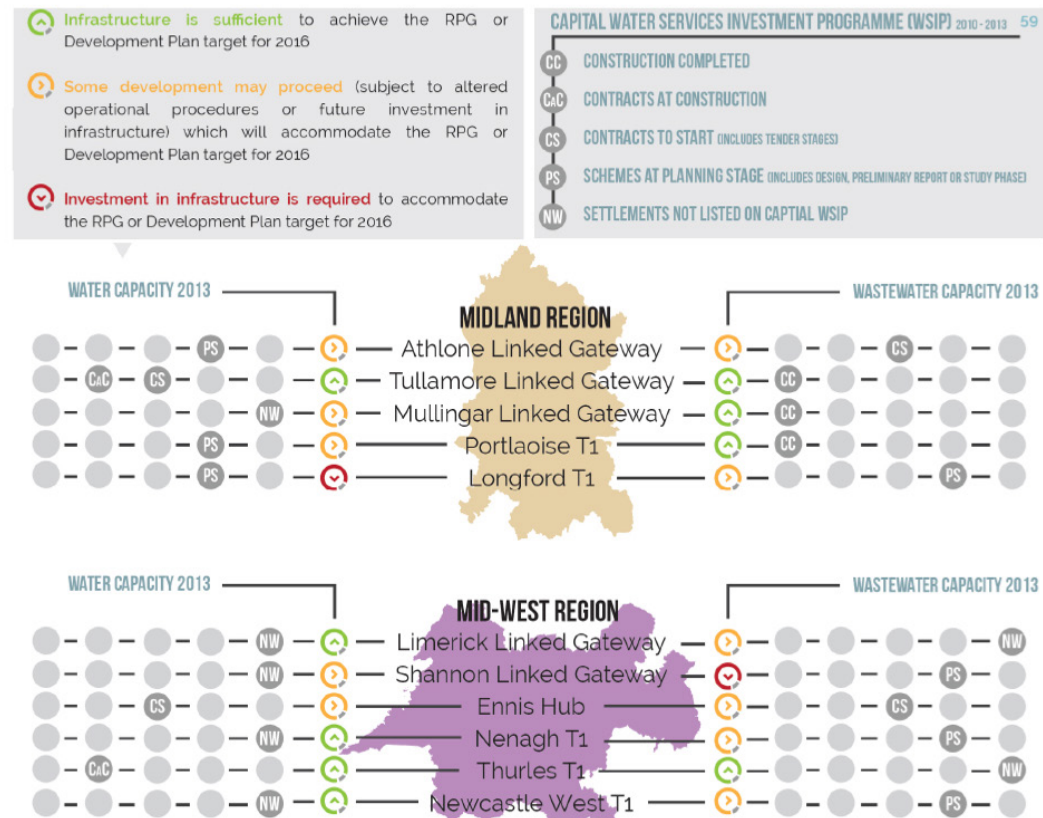 Infrastructure is sufficient to achieve the RPG or
Development Plan target for 2016
Some development may proceed (subject to altered
operational procedures or future investment in
infrastructure) which will accommodate the RPG or
Development Plan target for 2016
Investment in infrastructure is required to accommodate
the RPG or Development Plan target for 2016
CAPITAL WATER SERVICES INVESTMENT PROGRAMME (WSIP) 2010 - 2013 59
CC CONSTRUCTION COMPLETED
CAC CONTRACTS AT CONSTRUCTION
CS CONTRACTS TO START (INCLUDES TENDER STAGES)
PS SCHEMES AT PLANNING STAGE (INCLUDES DESIGN, PRELIMINARY REPORT OR STUDY PHASE)
NW SETTLEMENTS NOT LISTED ON CAPTIAL WSIP
WATER CAPACITY 2013
MIDLAND REGION
WASTEWATER CAPACITY 2013
PS Athlone Linked Gateway CS
CAC CS Tullamore Linked Gateway CC
NW Mullingar Linked Gateway CC
PS Portlaoise T1 CC
PS Longford T1 PS
WATER CAPACITY 2013
MID-WEST REGION
WASTEWATER CAPACITY 2013
NW Limerick Linked Gateway NW
NW Shannon Linked Gateway PS
CS Ennis Hub CS
NW Nenagh T1 PS
CAC Thurles T1 NW
NW Newcastle West T1 PS